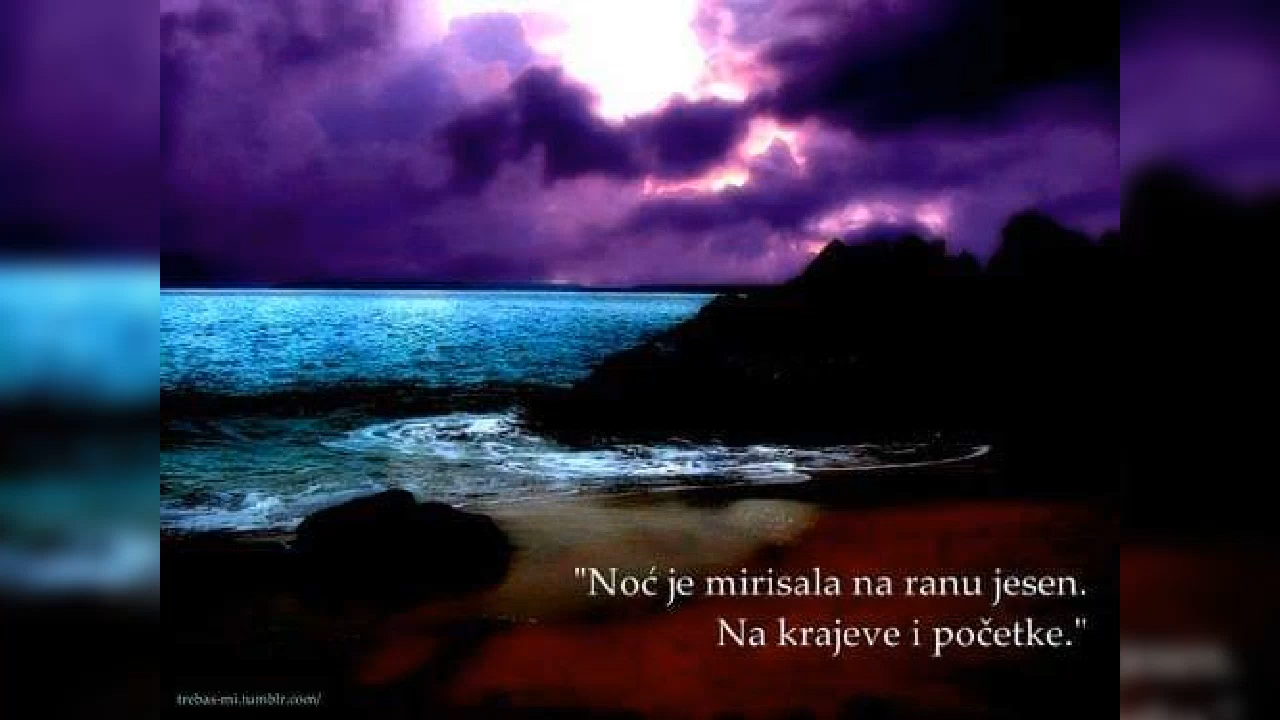 "Noć je mirisala na ranu jesen.
Na krajeve i početke."
trebas-mi.tumblr.com/